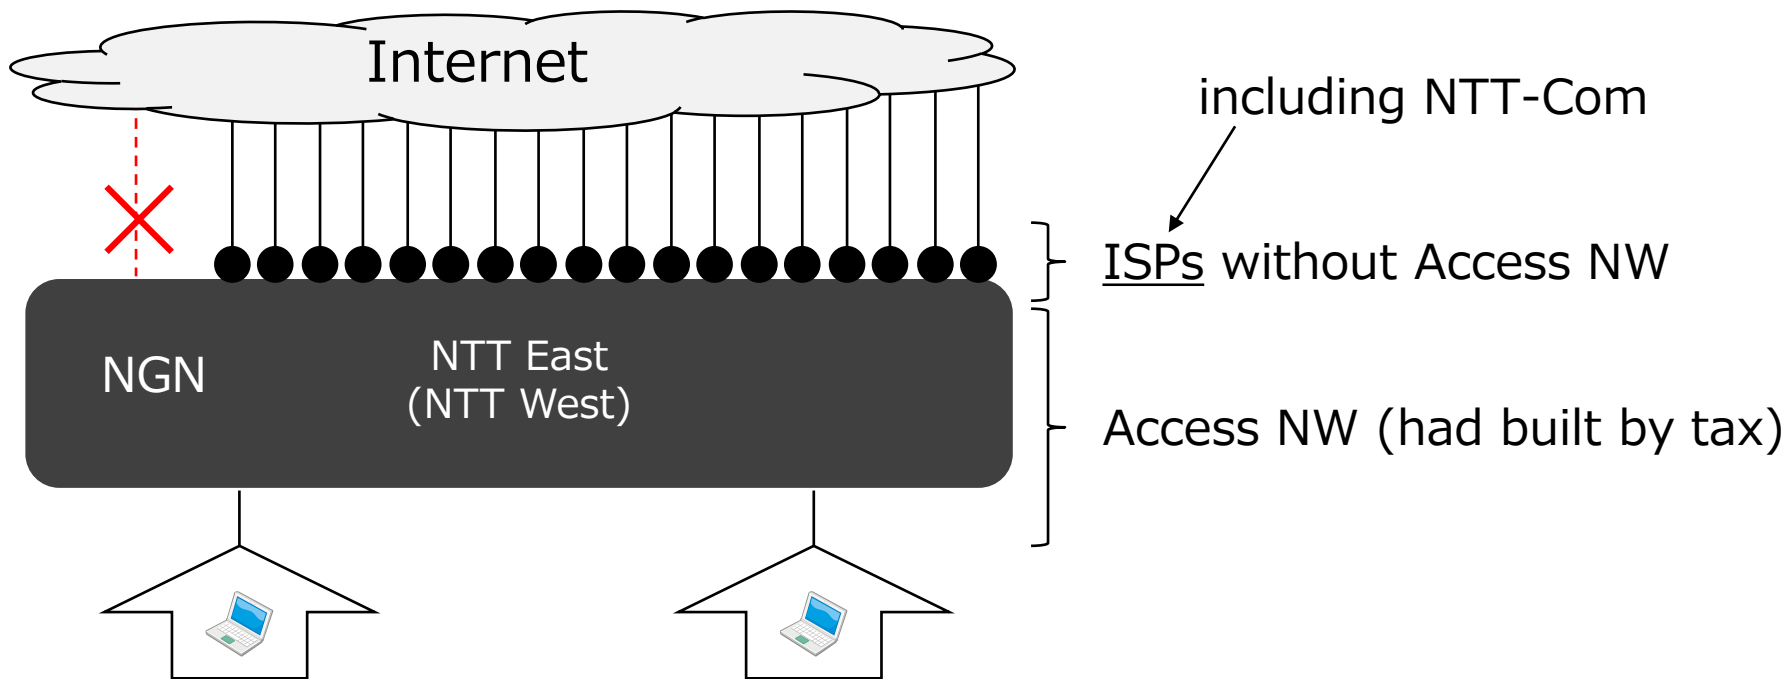 Internet
including NTT-Com
ISPs without Access NW
NGN
NTT East
(NTT West)
Access NW (had built by tax)